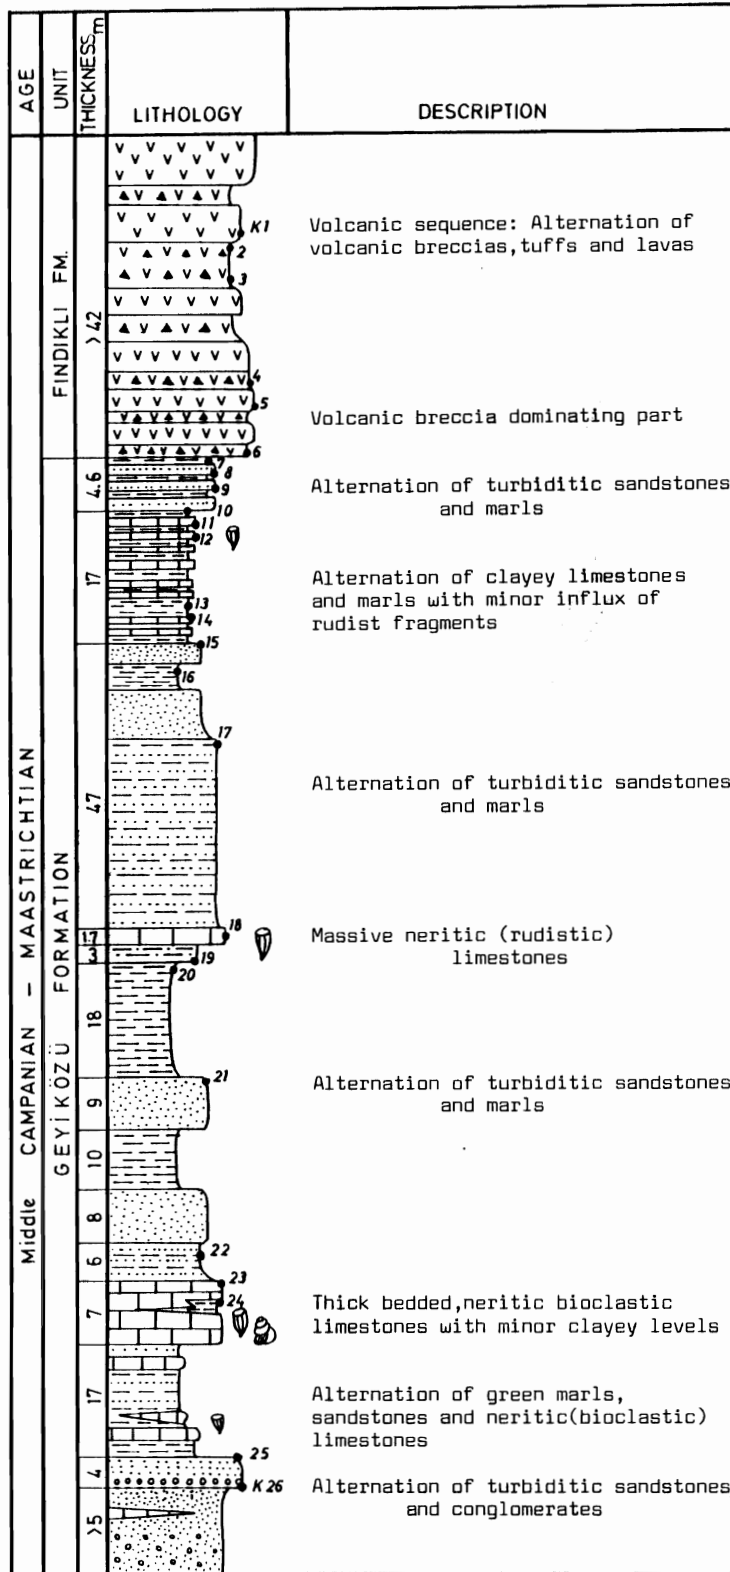 AGE
UNIT
THICKNESS m
LITHOLOGY
DESCRIPTION
Middle CAMPANIAN – MAASTRICHTIAN
FINDIKLI FM.
GEYİKÖZÜ FORMATION
>42
4.6
17
47
1.7
3
18
9
10
8
6
7
17
4
>5
K1
2
3
4
5
6
7
8
9
10
11
12
13
14
15
16
17
18
19
20
21
22
23
24
25
K26
Volcanic sequence: Alternation of
volcanic breccias,tuffs and lavas
Volcanic breccia dominating part
Alternation of turbiditic sandstones
and marls
Alternation of clayey limestones
and marls with minor influx of
rudist fragments
Alternation of turbiditic sandstones
and marls
Massive neritic (rudistic)
limestones
Alternation of turbiditic sandstones
and marls
Thick bedded,neritic bioclastic
limestones with minor clayey levels
Alternation of green marls,
sandstones and neritic(bioclastic)
limestones
Alternation of turbiditic sandstones
and conglomerates